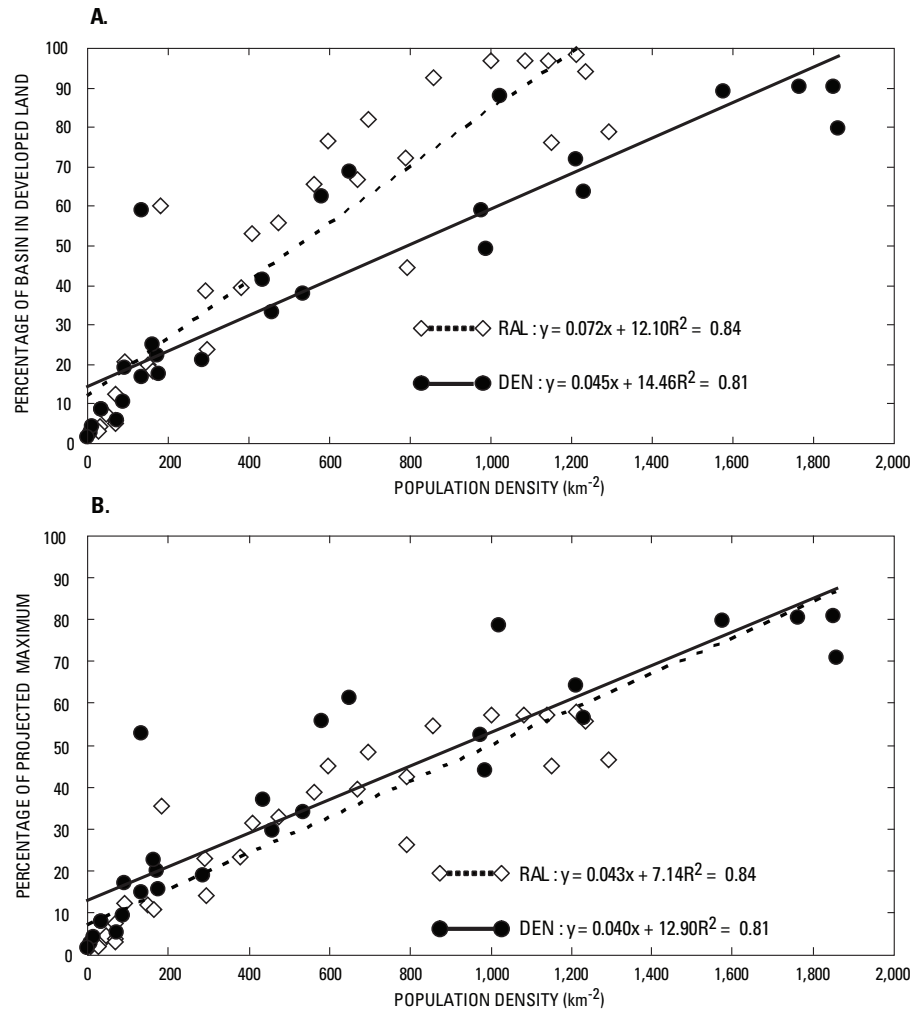 A.
PERCENTAGE OF BASIN IN DEVELOPED LAND
100
90
80
70
60
50
40
30
20
10
0
RAL : y = 0.072x + 12.10R² = 0.84
DEN : y = 0.045x + 14.46R² = 0.81
0 200 400 600 800 1,000 1,200 1,400 1,600 1,800 2,000
POPULATION DENSITY (km⁻²)
B.
PERCENTAGE OF PROJECTED MAXIMUM
100
90
80
70
60
50
40
30
20
10
0
RAL : y = 0.043x + 7.14R² = 0.84
DEN : y = 0.040x + 12.90R² = 0.81
0 200 400 600 800 1,000 1,200 1,400 1,600 1,800 2,000
POPULATION DENSITY (km⁻²)